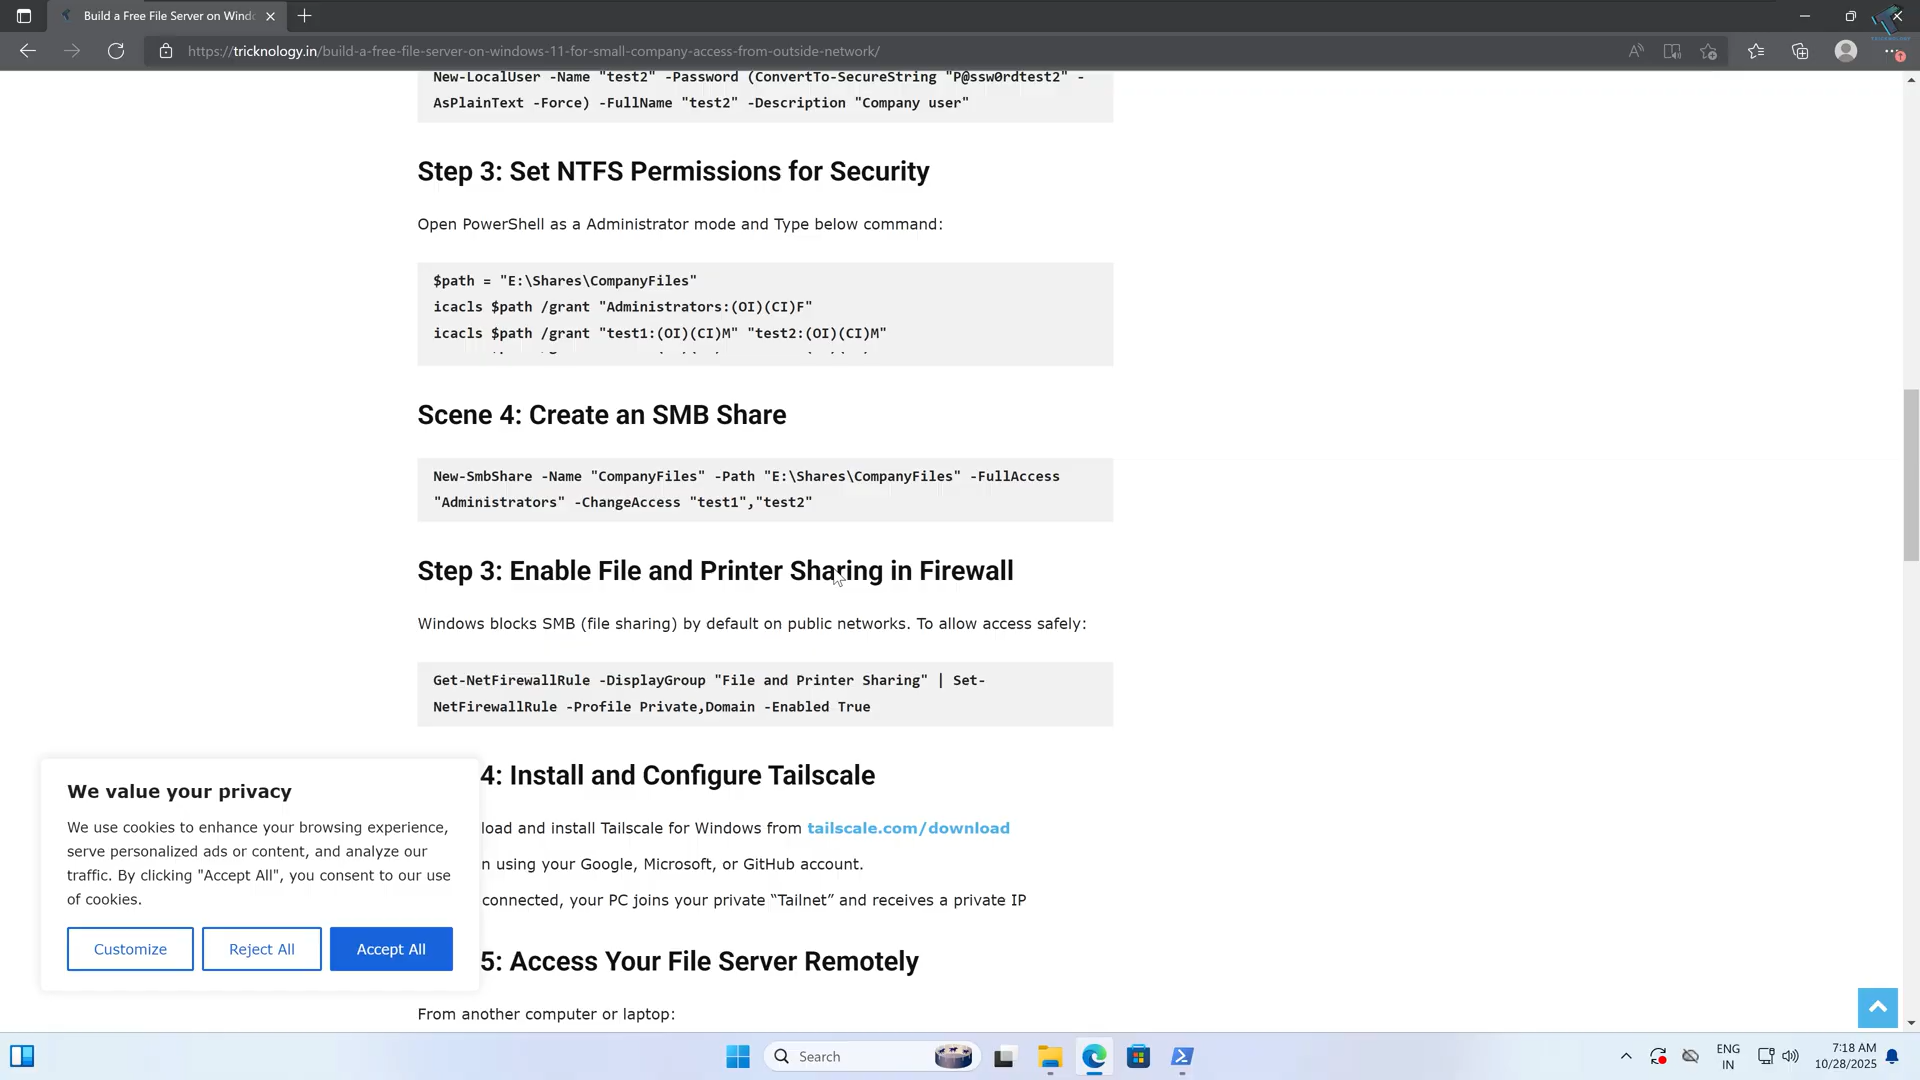 Build a Free File Server on Windo
https://tricknology.in/build-a-free-file-server-on-windows-11-for-small-company-access-from-outside-network/
New-LocalUser -Name "test2" -Password (ConvertTo-SecureString "P@ssw0rdtest2" -
AsPlainText -Force) -FullName "test2" -Description "Company user"
Step 3: Set NTFS Permissions for Security
Open PowerShell as a Administrator mode and Type below command:
$path = "E:\Shares\CompanyFiles"
icacls $path /grant "Administrators:(OI)(CI)F"
icacls $path /grant "test1:(OI)(CI)M" "test2:(OI)(CI)M"
Scene 4: Create an SMB Share
New-SmbShare -Name "CompanyFiles" -Path "E:\Shares\CompanyFiles" -FullAccess
"Administrators" -ChangeAccess "test1","test2"
Step 3: Enable File and Printer Sharing in Firewall
Windows blocks SMB (file sharing) by default on public networks. To allow access safely:
Get-NetFirewallRule -DisplayGroup "File and Printer Sharing" | Set-
NetFirewallRule -Profile Private,Domain -Enabled True
4: Install and Configure Tailscale
load and install Tailscale for Windows from tailscale.com/download
n using your Google, Microsoft, or GitHub account.
connected, your PC joins your private “Tailnet” and receives a private IP
5: Access Your File Server Remotely
From another computer or laptop:
We value your privacy
We use cookies to enhance your browsing experience,
serve personalized ads or content, and analyze our
traffic. By clicking "Accept All", you consent to our use
of cookies.
Customize
Reject All
Accept All
Search
ENG
IN
7:18 AM
10/28/2025